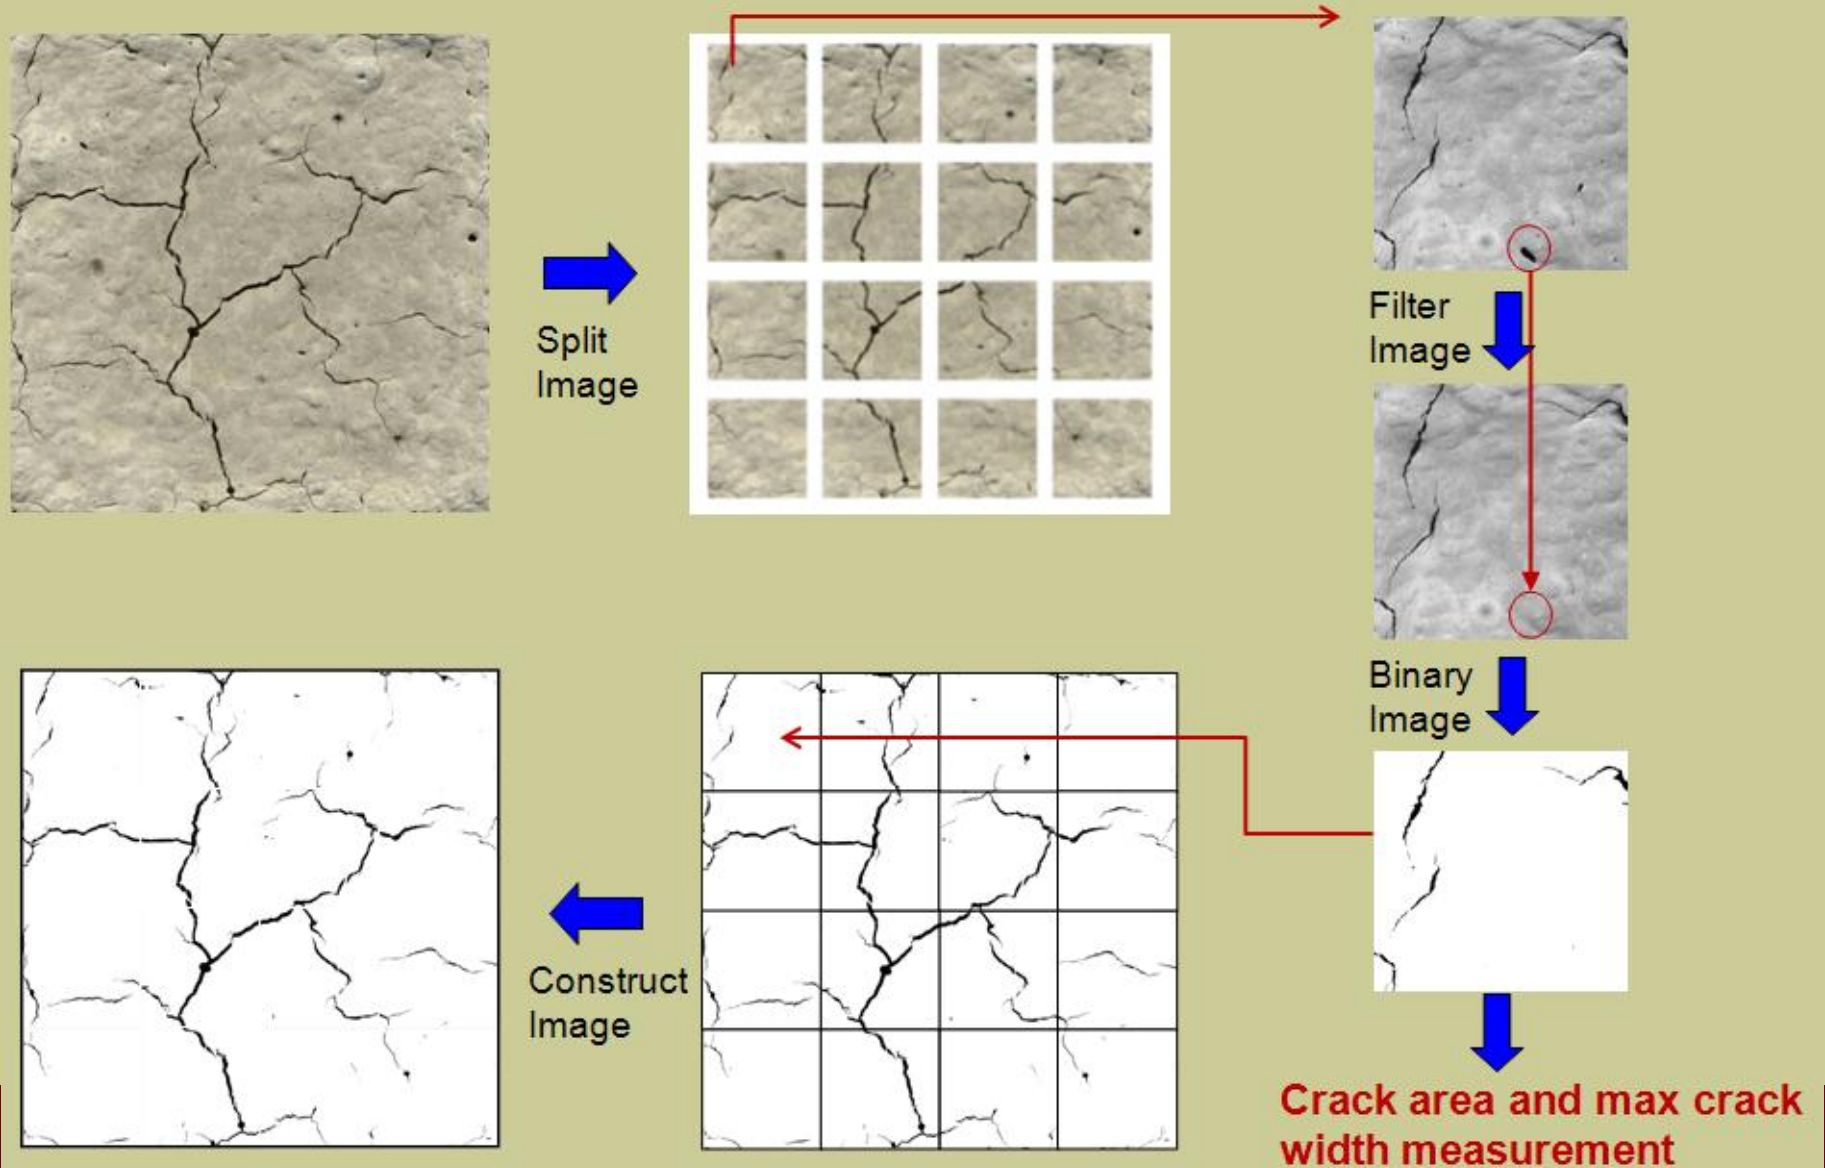 Split
Image
Filter
Image
Binary
Image
Construct
Image
Crack area and max crack
width measurement